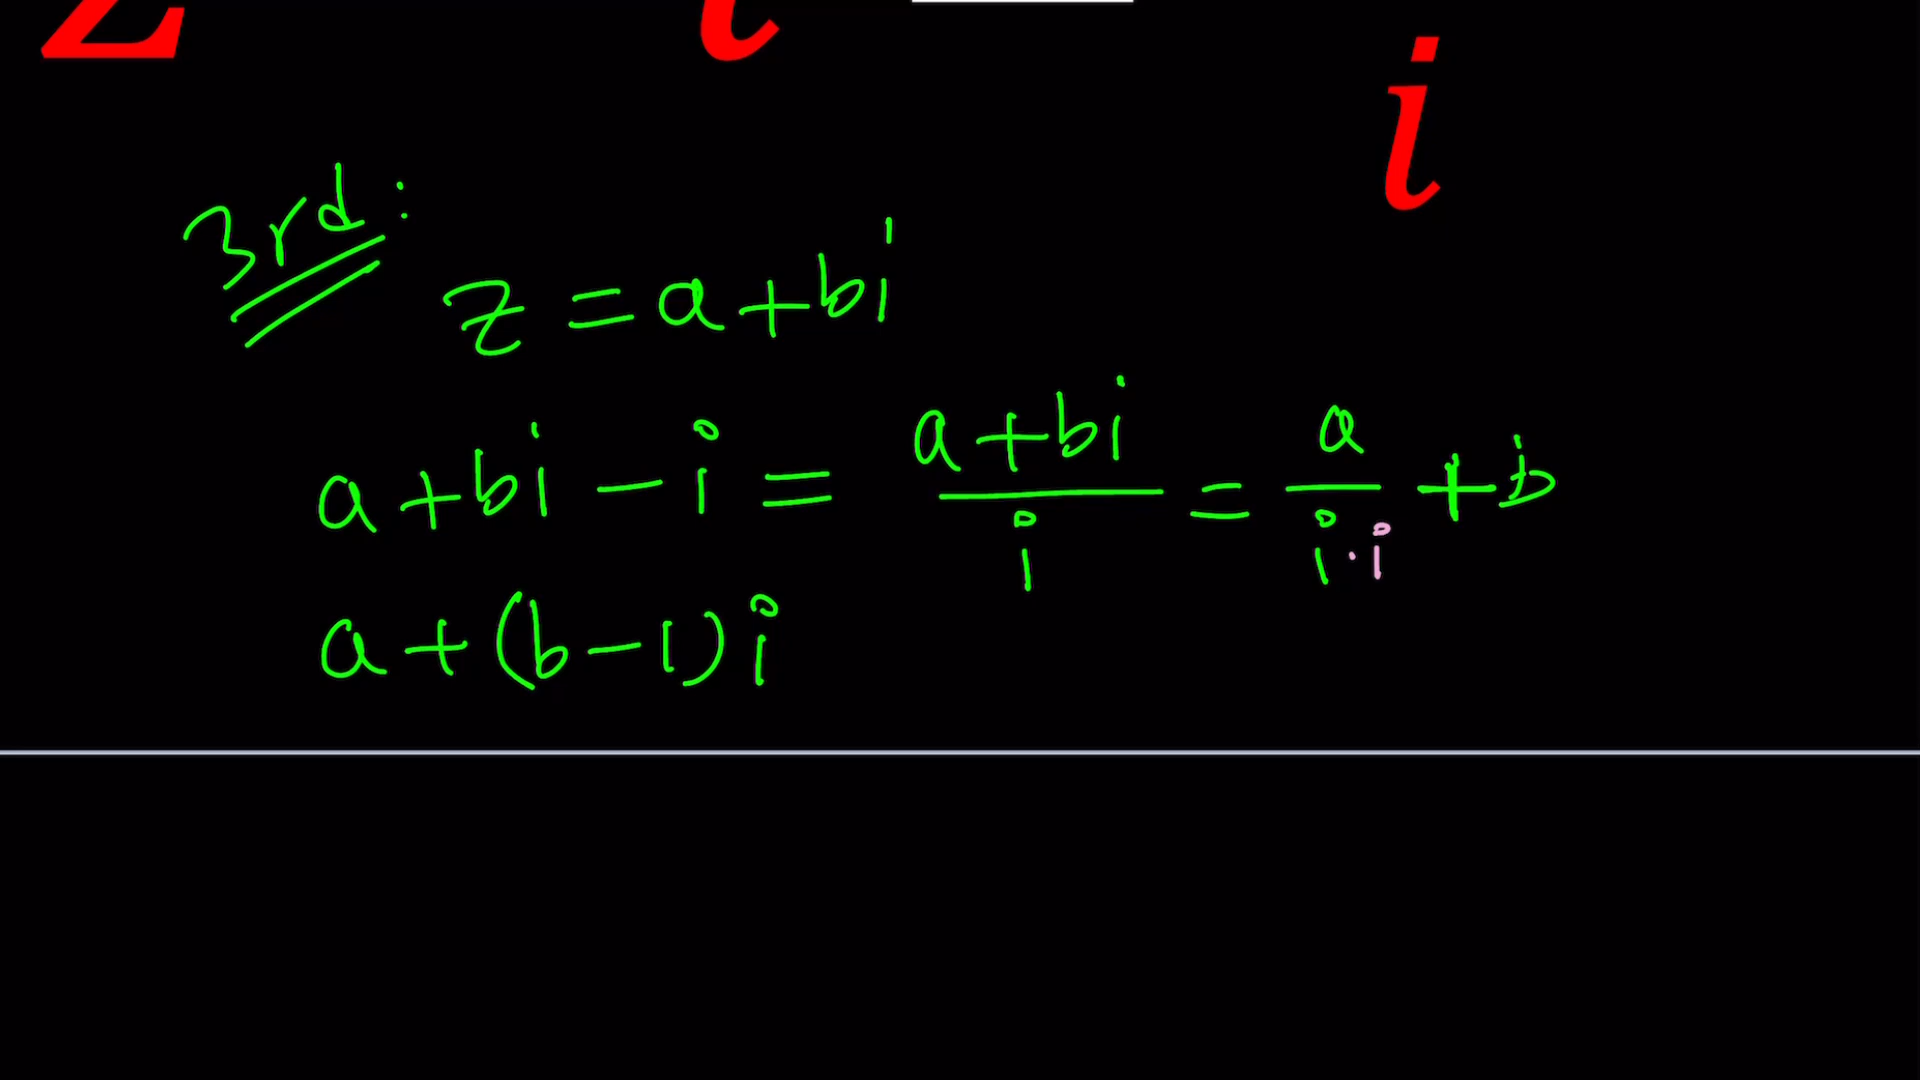 z i
i
3rd:
z = a + bi
a + bi - i = a + bi / i = a / i · i + b
a + (b - 1) i